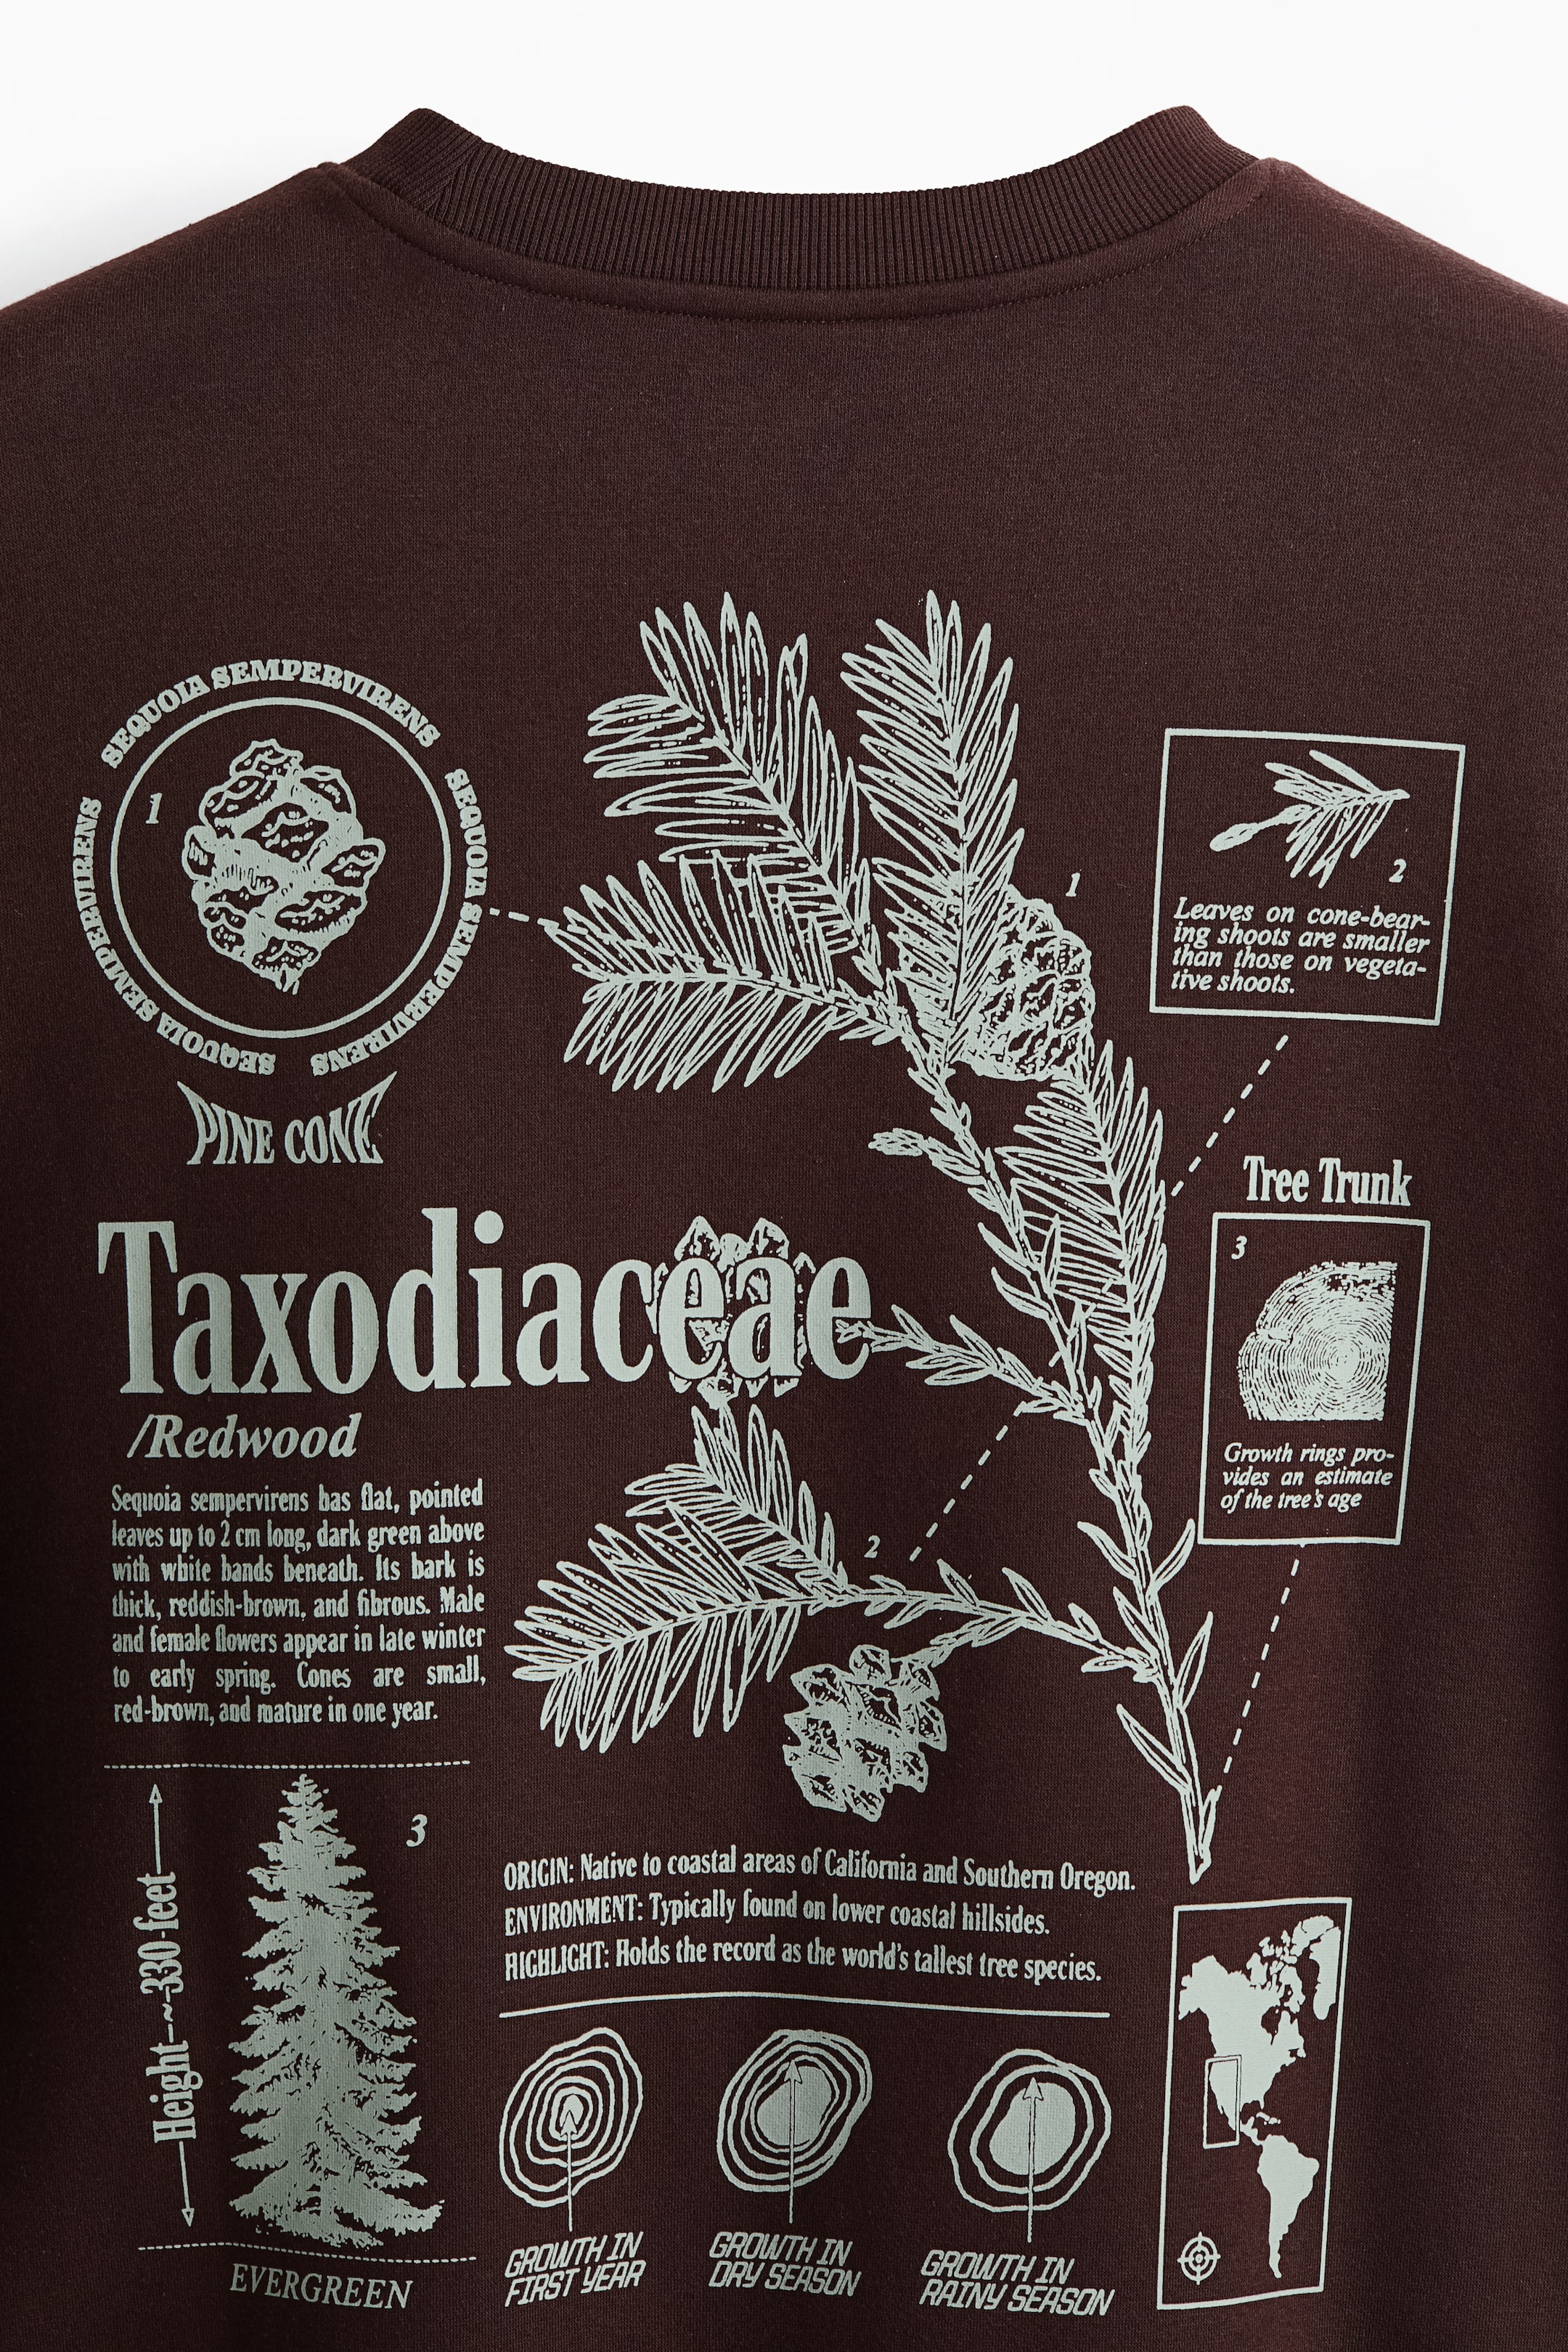 SEQUOIA SEMPERVIRENS
SEQUOIA SEMPERVIRENS
SEQUOIA SEMPERVIRENS
1
PINE CONE
1
2
Leaves on cone-bear-
ing shoots are smaller
than those on vegeta-
tive shoots.
Tree Trunk
3
Growth rings pro-
vides an estimate
of the tree's age
Taxodiaceae
/Redwood
Sequoia sempervirens has flat, pointed
leaves up to 2 cm long, dark green above
with white bands beneath. Its bark is
thick, reddish-brown, and fibrous. Male
and female flowers appear in late winter
to early spring. Cones are small,
red-brown, and mature in one year.
2
3
Height~330-feet
EVERGREEN
ORIGIN: Native to coastal areas of California and Southern Oregon.
ENVIRONMENT: Typically found on lower coastal hillsides.
HIGHLIGHT: Holds the record as the world's tallest tree species.
GROWTH IN
FIRST YEAR
GROWTH IN
DRY SEASON
GROWTH IN
RAINY SEASON